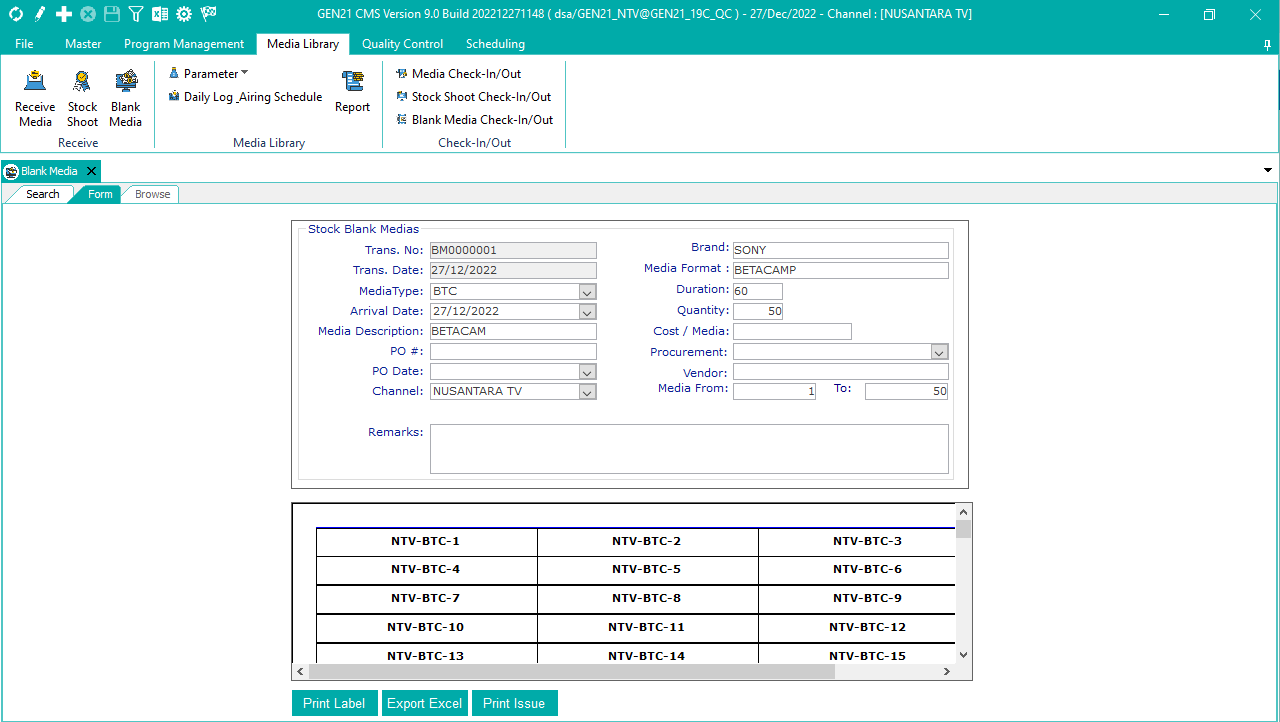 GEN21 CMS Version 9.0 Build 202212271148 ( dsa/GEN21_NTV@GEN21_19C_QC ) - 27/Dec/2022 - Channel : [NUSANTARA TV]
File Master Program Management Media Library Quality Control Scheduling
Receive Media
Stock Shoot
Blank Media
Receive
Parameter
Daily Log _Airing Schedule
Report
Media Library
Media Check-In/Out
Stock Shoot Check-In/Out
Blank Media Check-In/Out
Check-In/Out
Blank Media
Search Form Browse
Stock Blank Medias
Trans. No: BM0000001
Trans. Date: 27/12/2022
MediaType: BTC
Arrival Date: 27/12/2022
Media Description: BETACAM
PO #:
PO Date:
Channel: NUSANTARA TV
Brand: SONY
Media Format : BETACAMP
Duration: 60
Quantity: 50
Cost / Media:
Procurement:
Vendor:
Media From: 1 To: 50
Remarks:
NTV-BTC-1 NTV-BTC-2 NTV-BTC-3
NTV-BTC-4 NTV-BTC-5 NTV-BTC-6
NTV-BTC-7 NTV-BTC-8 NTV-BTC-9
NTV-BTC-10 NTV-BTC-11 NTV-BTC-12
NTV-BTC-13 NTV-BTC-14 NTV-BTC-15
Print Label Export Excel Print Issue